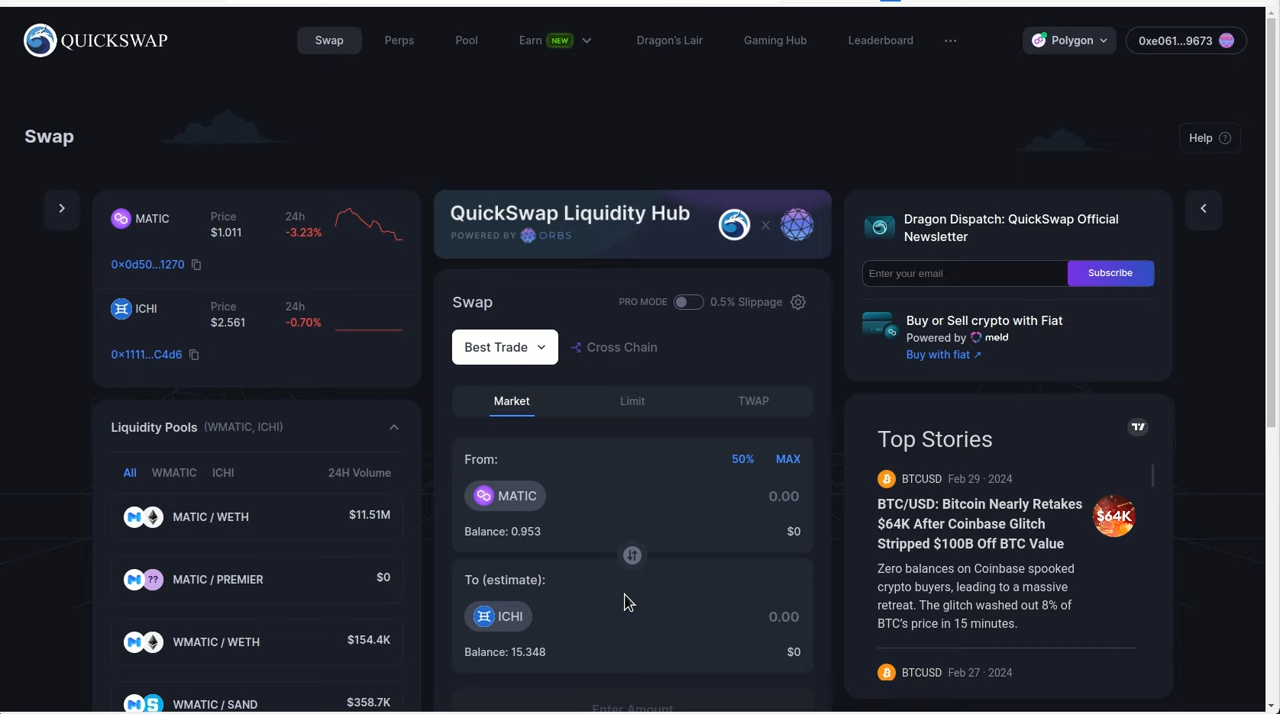 QUICKSWAP
Swap
Perps
Pool
Earn NEW
Dragon's Lair
Gaming Hub
Leaderboard
Polygon
0xe061...9673
Swap
Help
MATIC
Price
$1.011
24h
-3.23%
0x0d50...1270
ICHI
Price
$2.561
24h
-0.70%
0x1111...C4d6
Liquidity Pools (WMATIC, ICHI)
All WMATIC ICHI 24H Volume
MATIC / WETH $11.51M
?? MATIC / PREMIER $0
WMATIC / WETH $154.4K
WMATIC / SAND $358.7K
QuickSwap Liquidity Hub
POWERED BY ORBS
X
Swap
PRO MODE 0.5% Slippage
Best Trade
Cross Chain
Market
Limit
TWAP
From:
50% MAX
MATIC 0.00
Balance: 0.953 $0
To (estimate):
ICHI 0.00
Balance: 15.348 $0
Enter Amount
Dragon Dispatch: QuickSwap Official
Newsletter
Enter your email
Subscribe
Buy or Sell crypto with Fiat
Powered by meld
Buy with fiat ↗
Top Stories
BTCUSD Feb 29 · 2024
BTC/USD: Bitcoin Nearly Retakes
$64K After Coinbase Glitch
Stripped $100B Off BTC Value
$64K
Zero balances on Coinbase spooked
crypto buyers, leading to a massive
retreat. The glitch washed out 8% of
BTC's price in 15 minutes.
BTCUSD Feb 27 · 2024